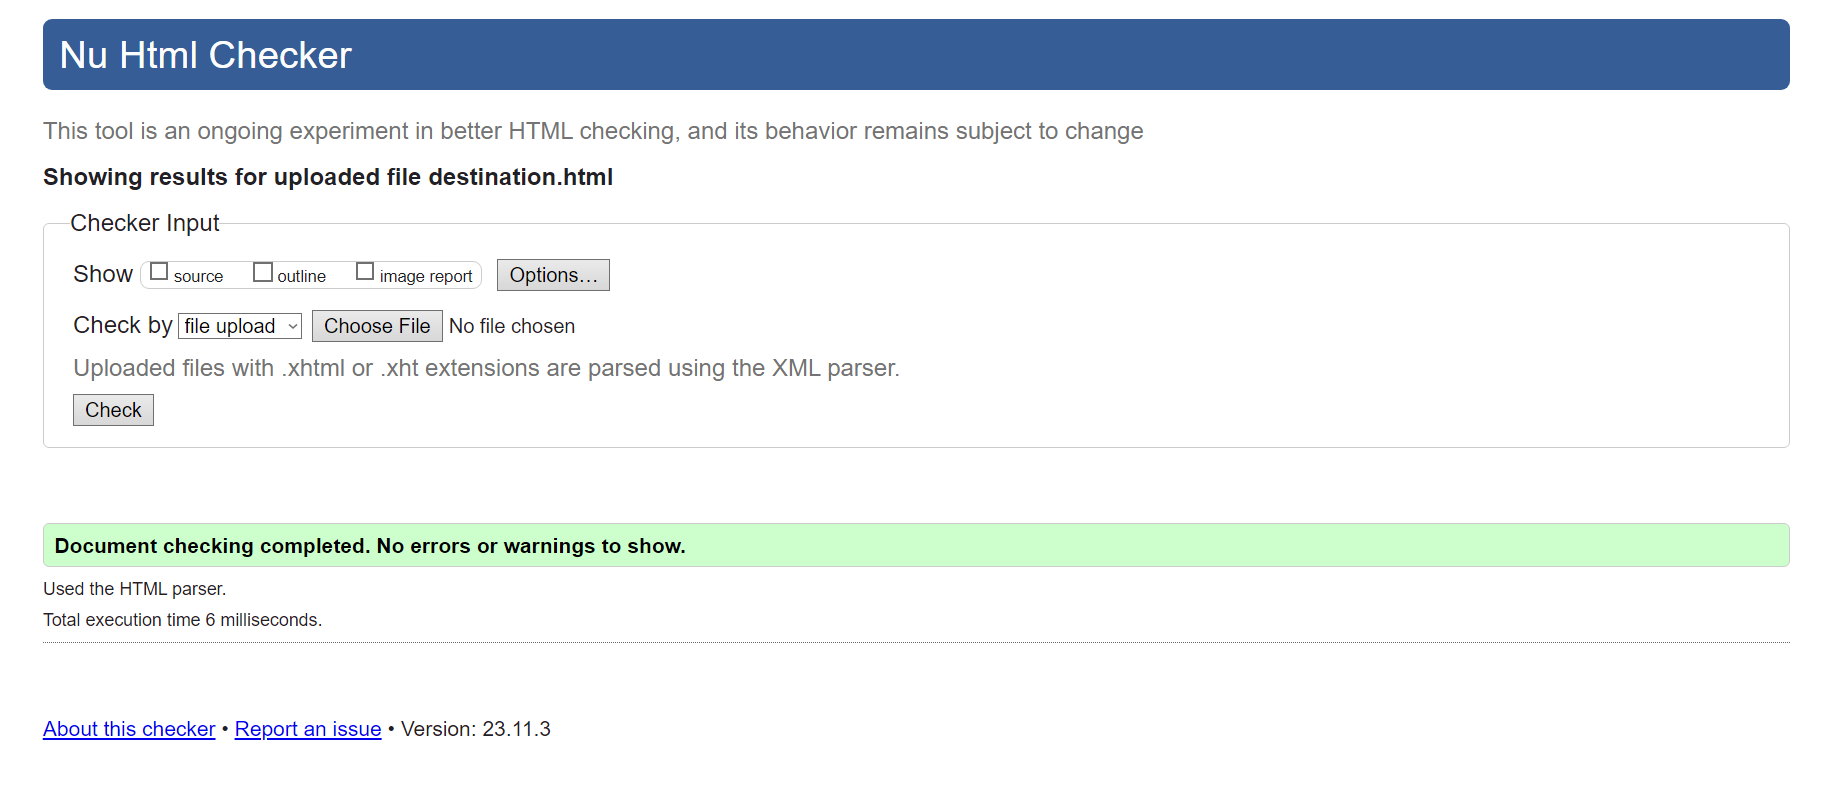 Nu Html Checker
This tool is an ongoing experiment in better HTML checking, and its behavior remains subject to change
Showing results for uploaded file destination.html
Checker Input
Show source outline image report Options...
Check by file upload Choose File No file chosen
Uploaded files with .xhtml or .xht extensions are parsed using the XML parser.
Check
Document checking completed. No errors or warnings to show.
Used the HTML parser.
Total execution time 6 milliseconds.
About this checker • Report an issue • Version: 23.11.3